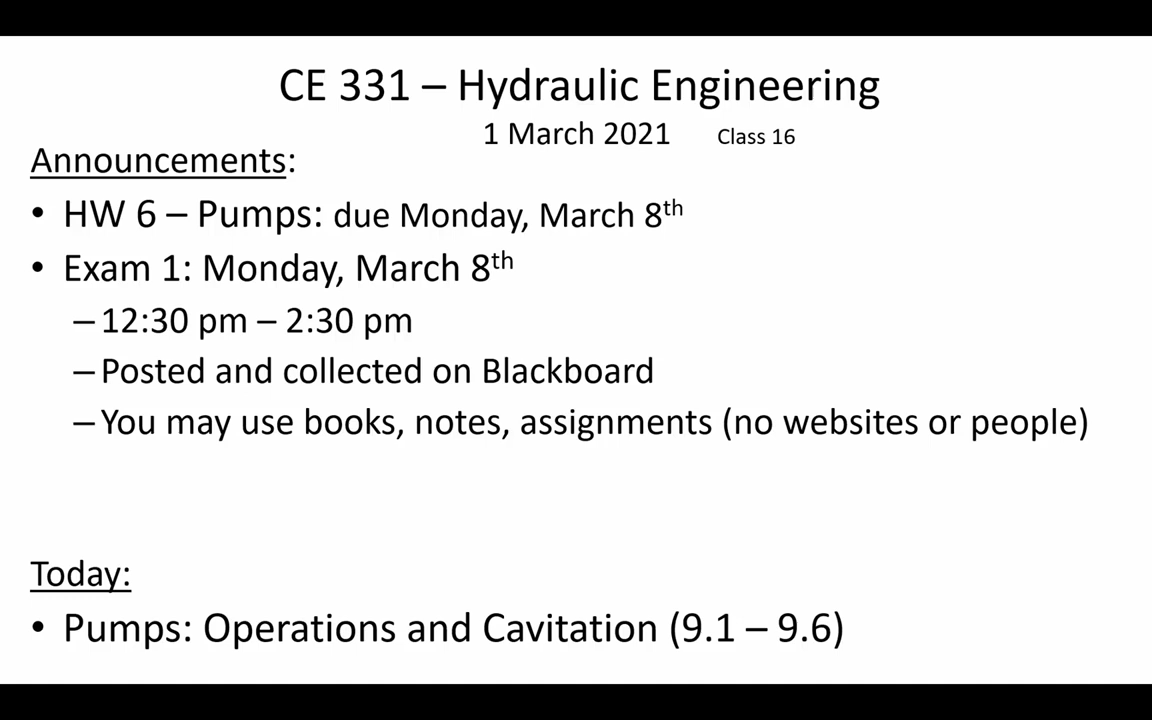 CE 331 – Hydraulic Engineering
1 March 2021 Class 16
Announcements:
• HW 6 – Pumps: due Monday, March 8th
• Exam 1: Monday, March 8th
– 12:30 pm – 2:30 pm
– Posted and collected on Blackboard
– You may use books, notes, assignments (no websites or people)
Today:
• Pumps: Operations and Cavitation (9.1 – 9.6)